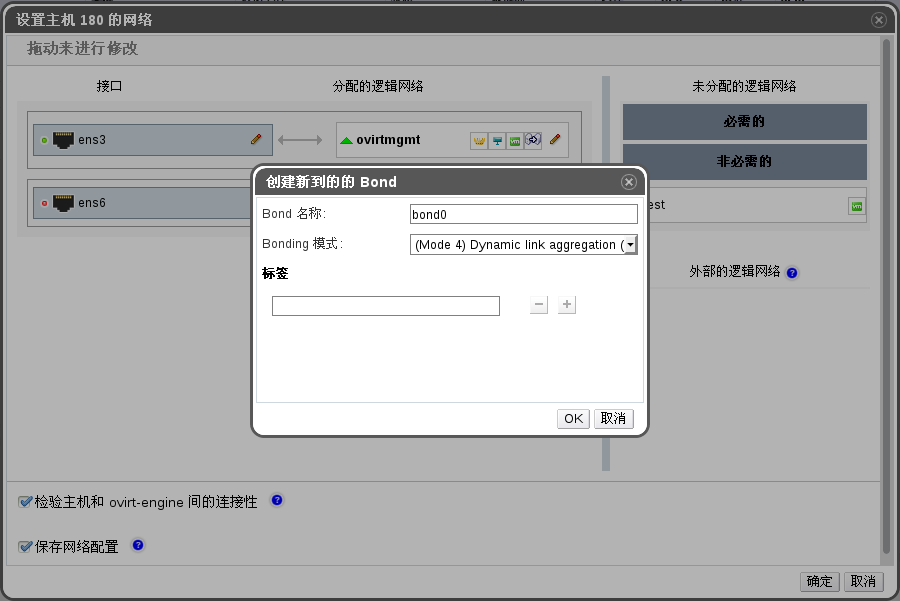 设置主机 180 的网络
拖动来进行修改
接口
分配的逻辑网络
未分配的逻辑网络
ens3
ovirtmgmt
vm
必需的
非必需的
ens6
est
vm
外部的逻辑网络 ?
创建新到的的 Bond
Bond 名称:
bond0
Bonding 模式:
(Mode 4) Dynamic link aggregation (
标签
OK
取消
检验主机和 ovirt-engine 间的连接性 ?
保存网络配置 ?
确定
取消